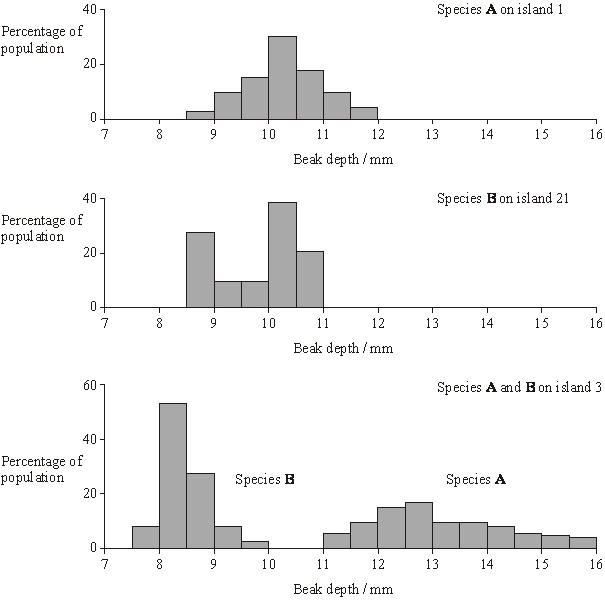 Species A on island 1
Percentage of
population
40
20
0
7 8 9 10 11 12 13 14 15 16
Beak depth / mm
Species B on island 21
Percentage of
population
40
20
0
7 8 9 10 11 12 13 14 15 16
Beak depth / mm
Species A and B on island 3
Percentage of
population
60
40
20
0
Species B
Species A
7 8 9 10 11 12 13 14 15 16
Beak depth / mm